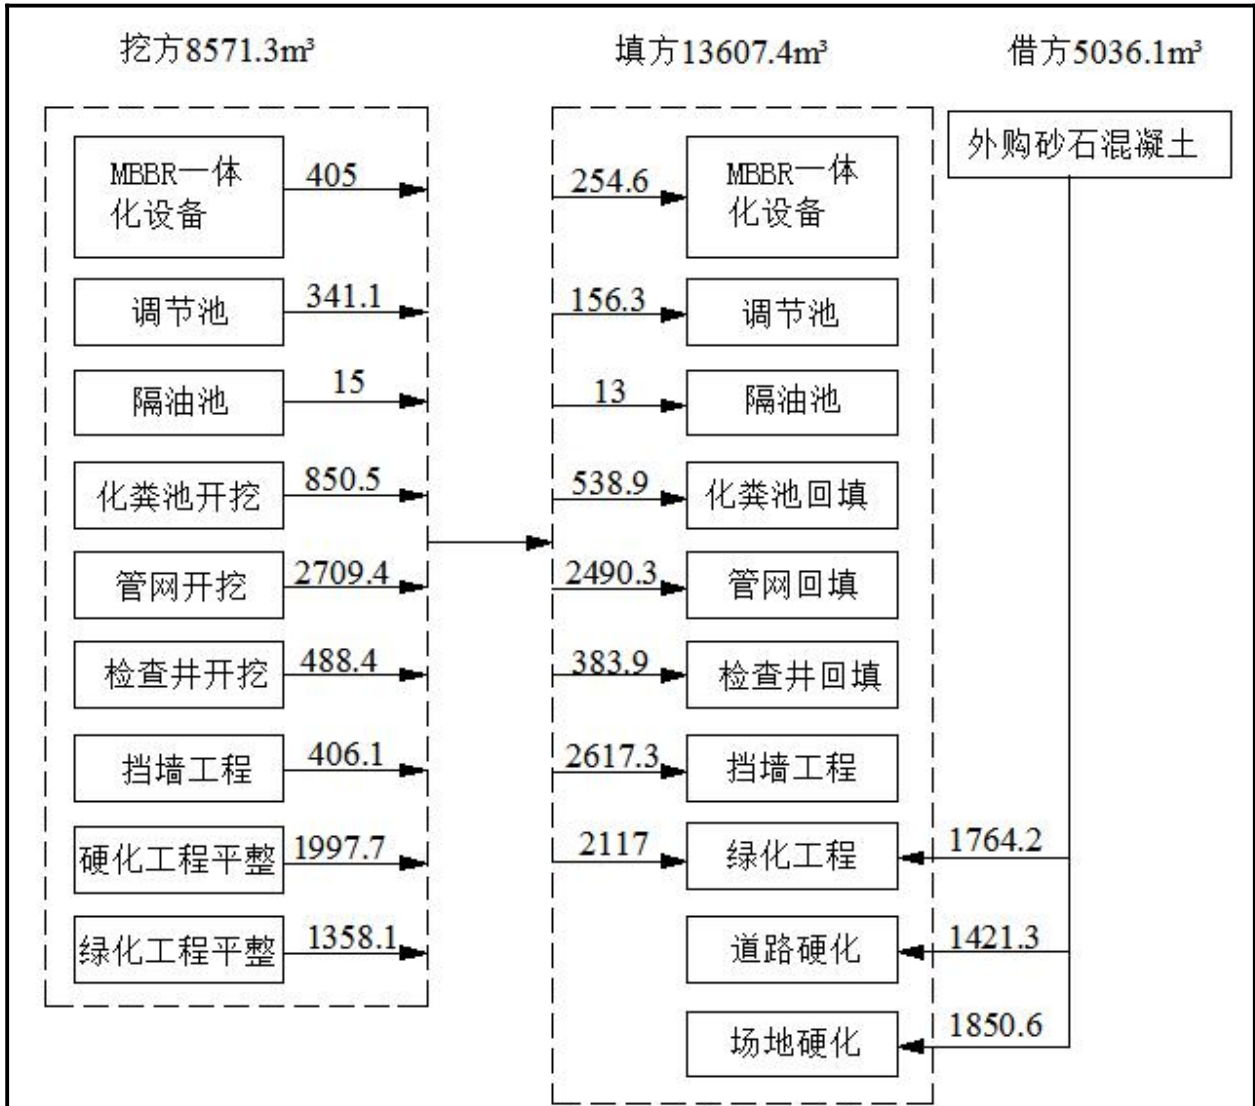 挖方8571.3m³
填方13607.4m³
借方5036.1m³
外购砂石混凝土
MBBR一体
化设备
405
254.6
MBBR一体
化设备
调节池
341.1
156.3
调节池
隔油池
15
13
隔油池
化粪池开挖
850.5
538.9
化粪池回填
管网开挖
2709.4
2490.3
管网回填
检查井开挖
488.4
383.9
检查井回填
挡墙工程
406.1
2617.3
挡墙工程
硬化工程平整
1997.7
2117
绿化工程
1764.2
绿化工程平整
1358.1
道路硬化
1421.3
场地硬化
1850.6